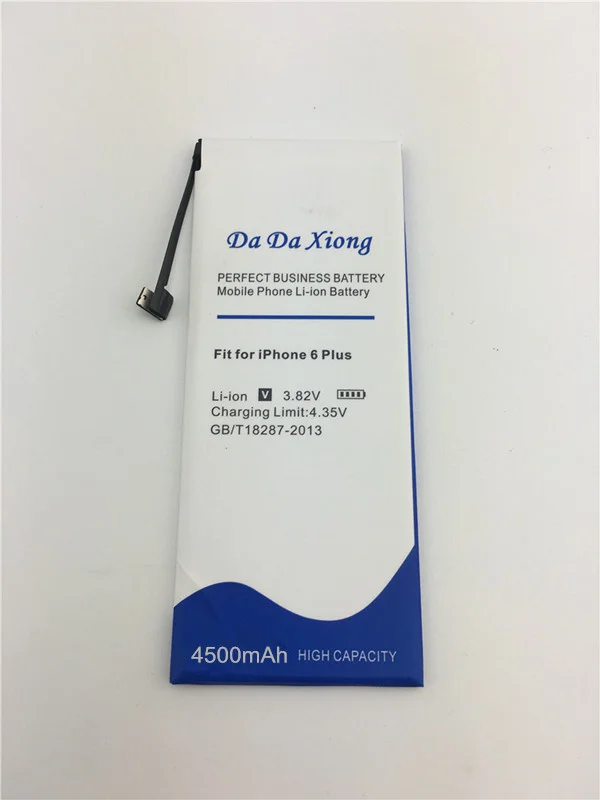 Da Da Xiong
PERFECT BUSINESS BATTERY
Mobile Phone Li-ion Battery
Fit for iPhone 6 Plus
Li-ion V 3.82V
Charging Limit:4.35V
GB/T18287-2013
4500mAh HIGH CAPACITY